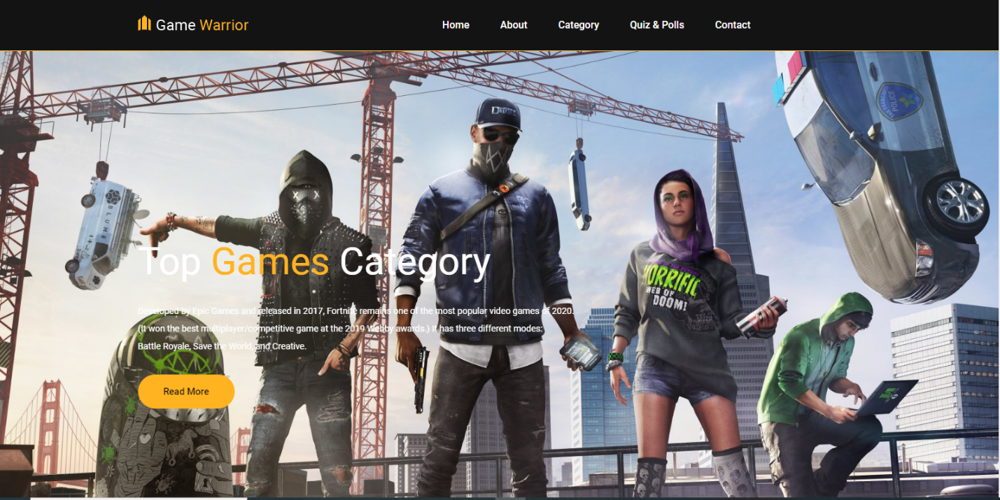 Game Warrior
Home About Category Quiz & Polls Contact
POLICE
DEDSEC
BLUME
Top Games Category
HORRIFIC
WEB OF
DOOM!
Developed by Epic Games and released in 2017, Fortnite remains one of the most popular video games of 2020.
(It won the best multiplayer/competitive game at the 2019 Webby awards.) It has three different modes:
Battle Royale, Save the World, and Creative.
Read More